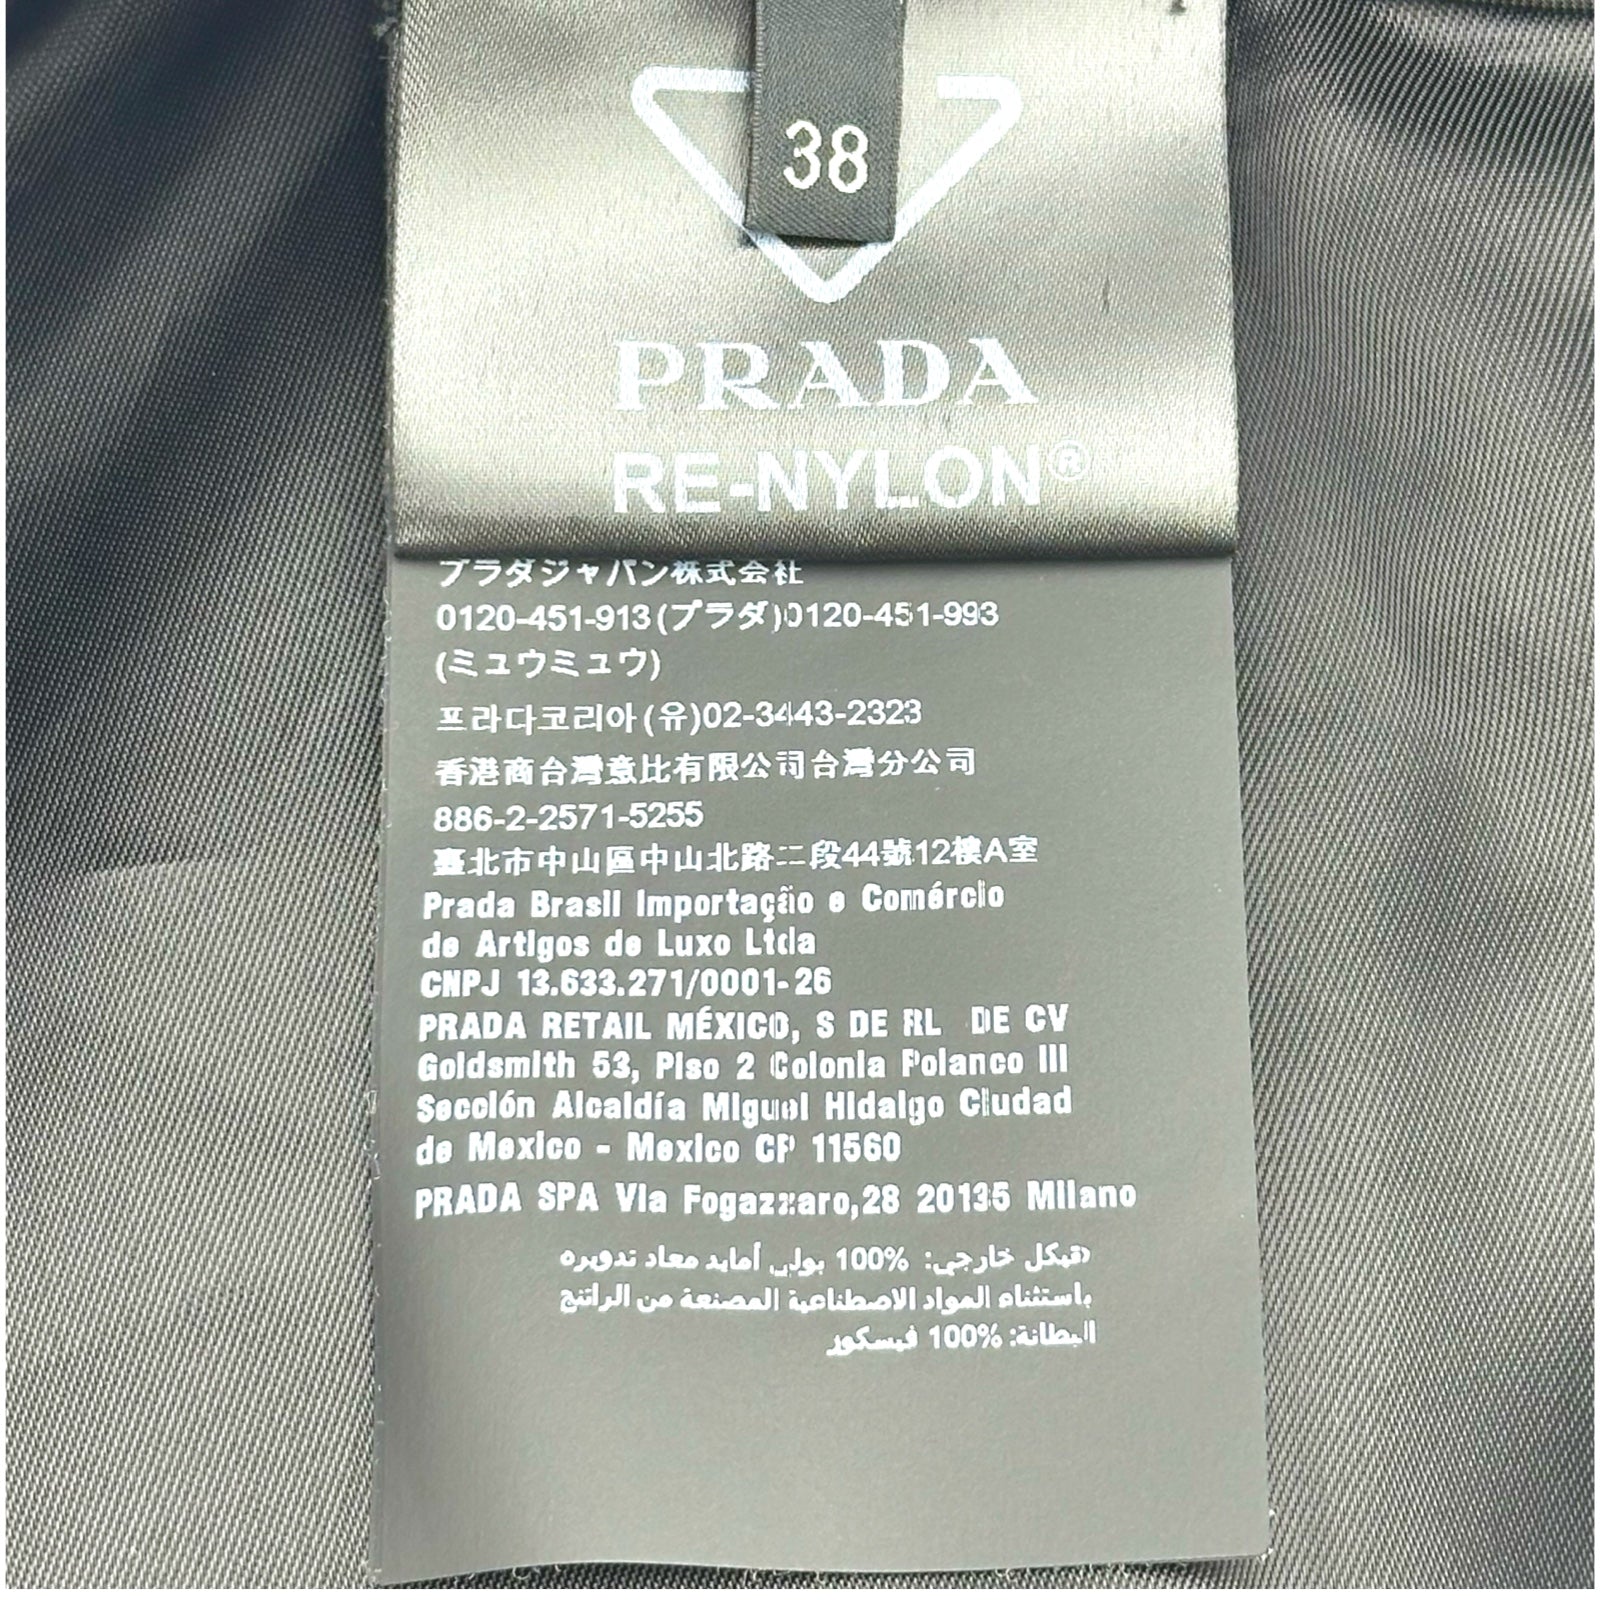 38
PRADA
RE-NYLON®
プラダジャパン株式会社
0120-451-913(プラダ)0120-451-993
(ミュウミュウ)
프라다코리아(유)02-3443-2323
香港商台灣意比有限公司台灣分公司
886-2-2571-5255
臺北市中山區中山北路二段44號12樓A室
Prada Brasil Importação e Comércio
de Artigos de Luxo Ltda
CNPJ 13.633.271/0001-26
PRADA RETAIL MÉXICO, S DE RL DE CV
Goldsmith 53, Piso 2 Colonia Polanco III
Sección Alcaldía Miguel Hidalgo Ciudad
de Mexico - Mexico CP 11560
PRADA SPA Via Fogazzaro,28 20135 Milano
هيكل خارجي: 100% بولي أمايد معاد تدويره
باستثناء المواد الاصطناعية المصنعة من الراتنج
البطانة: 100% فيسكور